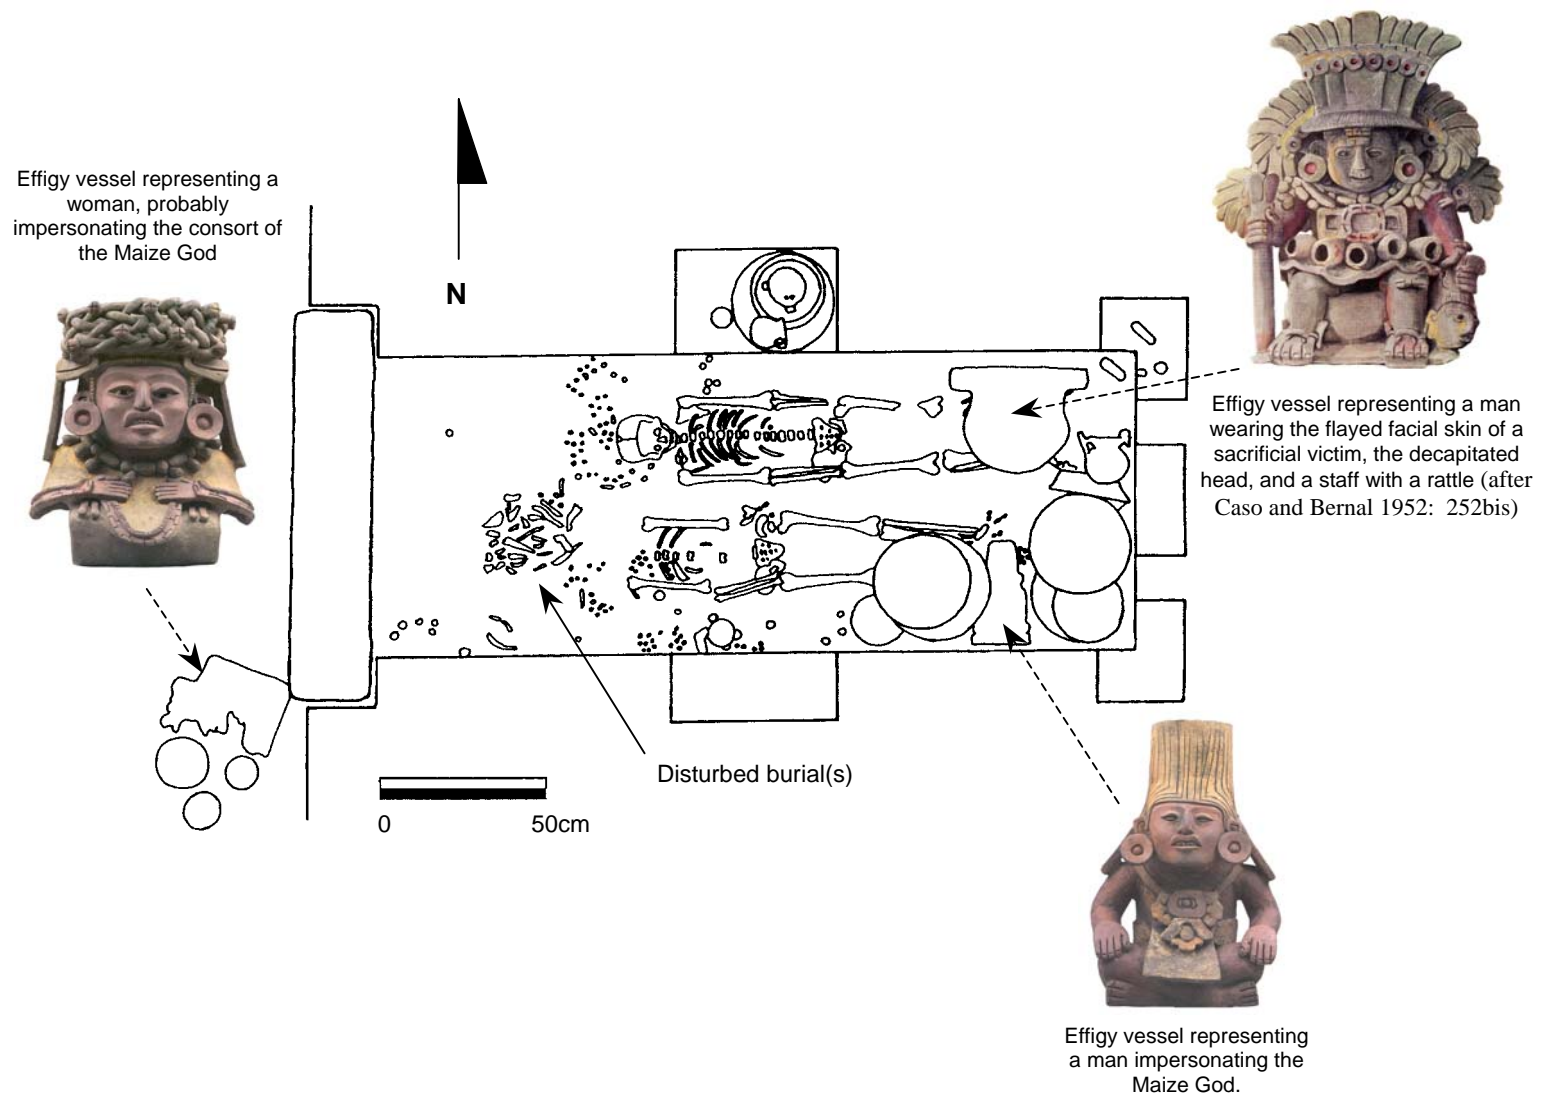 Effigy vessel representing a
woman, probably
impersonating the consort of
the Maize God
N
Effigy vessel representing a man
wearing the flayed facial skin of a
sacrificial victim, the decapitated
head, and a staff with a rattle (after
Caso and Bernal 1952:  252bis)
Disturbed burial(s)
0
50cm
Effigy vessel representing
a man impersonating the
Maize God.